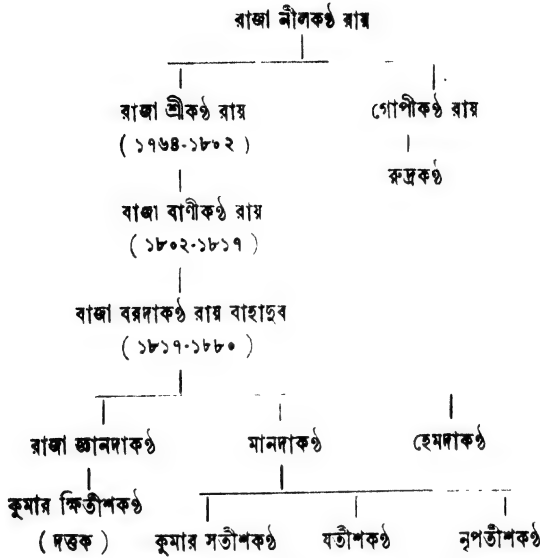 রাজা নীলকণ্ঠ রায়
রাজা শ্রীকণ্ঠ রায় গোপীকণ্ঠ রায়
( ১৭৬৪-১৮০২ )
রুদ্রকণ্ঠ
বাজা বাণীকণ্ঠ রায়
( ১৮০২-১৮১৭ )
বাজা বরদাকণ্ঠ রায় বাহাদুব
( ১৮১৭-১৮৮০ )
রাজা জ্ঞানদাকণ্ঠ মানদাকণ্ঠ হেমদাকণ্ঠ
কুমার ক্ষিতীশকণ্ঠ
( দত্তক ) কুমার সতীশকণ্ঠ যতীশকণ্ঠ নৃপতীশকণ্ঠ